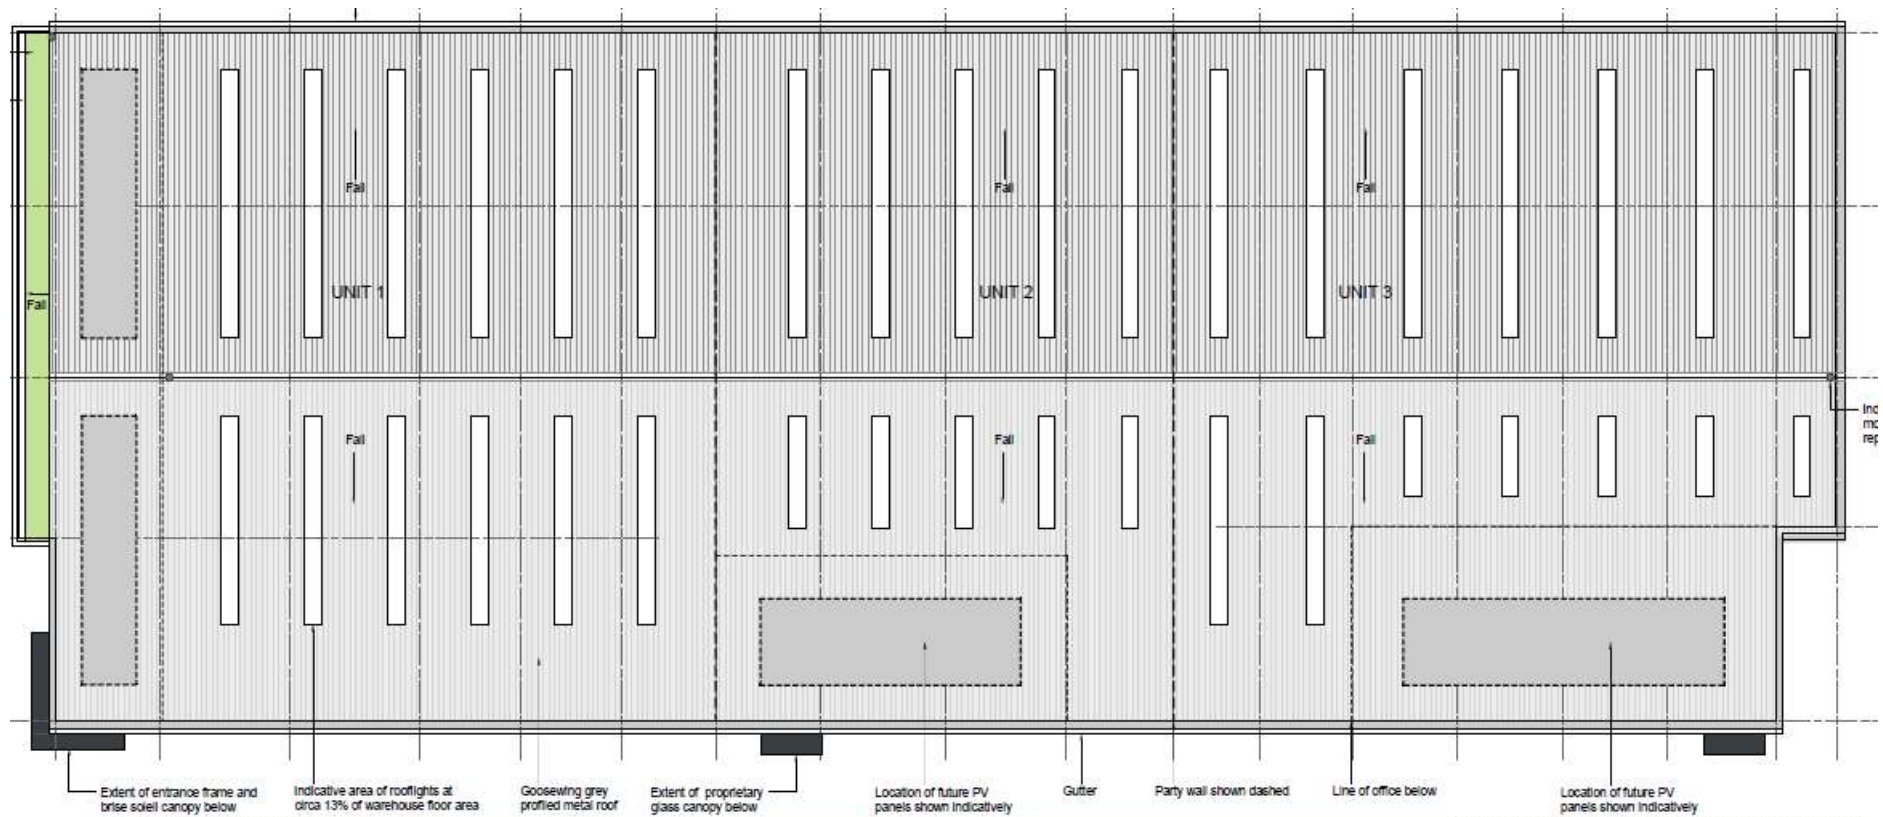 Fall
Fall
Fall
UNIT 1
UNIT 2
UNIT 3
Fall
Fall
Fall
Fall
Extent of entrance frame and
brise soleil canopy below
Indicative area of rooflights at
circa 13% of warehouse floor area
Goosewing grey
profiled metal roof
Extent of proprietary
glass canopy below
Location of future PV
panels shown indicatively
Gutter
Party wall shown dashed
Line of office below
Location of future PV
panels shown indicatively